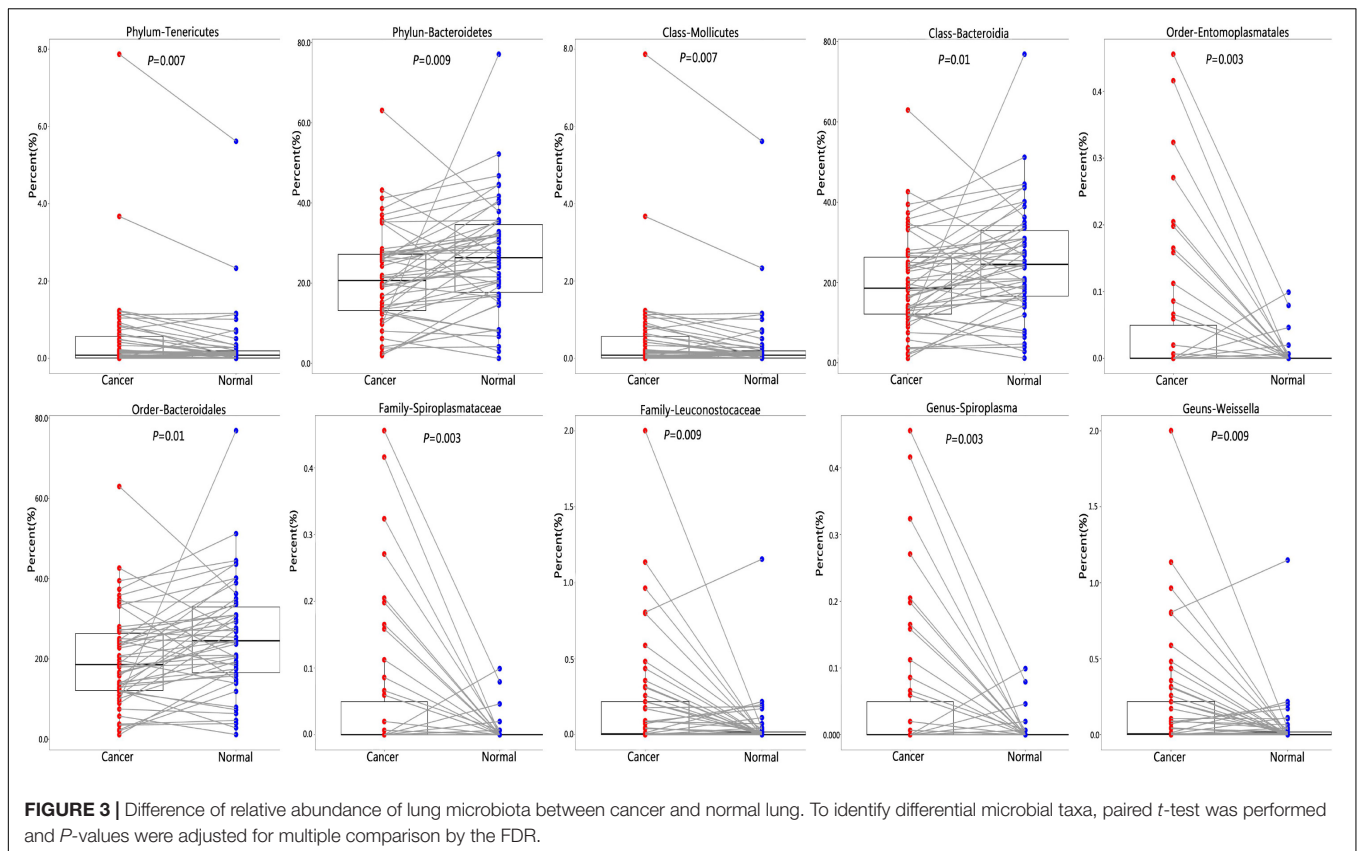 Phylum-Tenericutes
P=0.007
Percent(%)
8.0
6.0
4.0
2.0
0.0
Cancer
Normal
Phylun-Bacteroidetes
P=0.009
Percent(%)
80.0
60.0
40.0
20.0
0.0
Cancer
Normal
Class-Mollicutes
P=0.007
Percent(%)
8.0
6.0
4.0
2.0
0.0
Cancer
Normal
Class-Bacteroidia
P=0.01
Percent(%)
80.0
60.0
40.0
20.0
0.0
Cancer
Normal
Order-Entomoplasmatales
P=0.003
Percent(%)
0.4
0.3
0.2
0.1
0.0
Cancer
Normal
Order-Bacteroidales
P=0.01
Percent(%)
80.0
60.0
40.0
20.0
0.0
Cancer
Normal
Family-Spiroplasmataceae
P=0.003
Percent(%)
0.4
0.3
0.2
0.1
0.0
Cancer
Normal
Family-Leuconostocaceae
P=0.009
Percent(%)
2.0
1.5
1.0
0.5
0.0
Cancer
Normal
Genus-Spiroplasma
P=0.003
Percent(%)
0.4
0.3
0.2
0.1
0.000
Cancer
Normal
Geuns-Weissella
P=0.009
Percent(%)
2.0
1.5
1.0
0.5
0.0
Cancer
Normal
FIGURE 3 | Difference of relative abundance of lung microbiota between cancer and normal lung. To identify differential microbial taxa, paired t-test was performed
and P-values were adjusted for multiple comparison by the FDR.